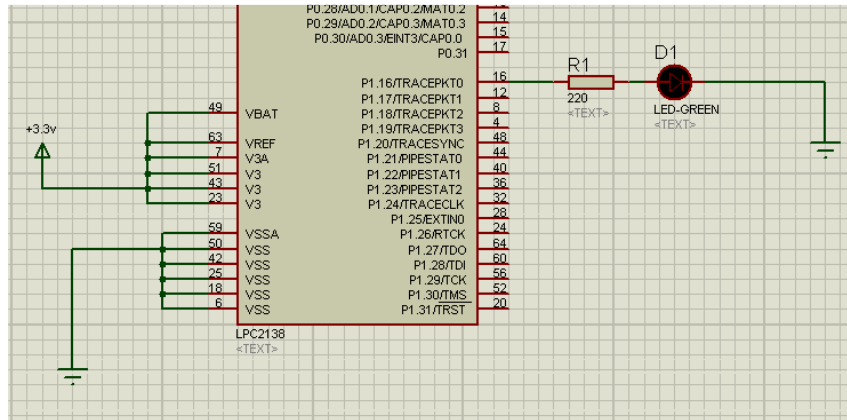 P0.28/AD0.1/CAP0.2/MAT0.2
P0.29/AD0.2/CAP0.3/MAT0.3 14
P0.30/AD0.3/EINT3/CAP0.0 15
P0.31 17
P1.16/TRACEPKT0 16
P1.17/TRACEPKT1 12
P1.18/TRACEPKT2 8
P1.19/TRACEPKT3 4
P1.20/TRACESYNC 48
P1.21/PIPESTAT0 44
P1.22/PIPESTAT1 40
P1.23/PIPESTAT2 36
P1.24/TRACECLK 32
P1.25/EXTIN0 28
P1.26/RTCK 24
P1.27/TDO 64
P1.28/TDI 60
P1.29/TCK 56
P1.30/TMS 52
P1.31/TRST 20
R1
220
<TEXT>
D1
LED-GREEN
<TEXT>
+3.3v
49 VBAT
63 VREF
7 V3A
51 V3
43 V3
23 V3
59 VSSA
50 VSS
42 VSS
25 VSS
18 VSS
6 VSS
LPC2138
<TEXT>